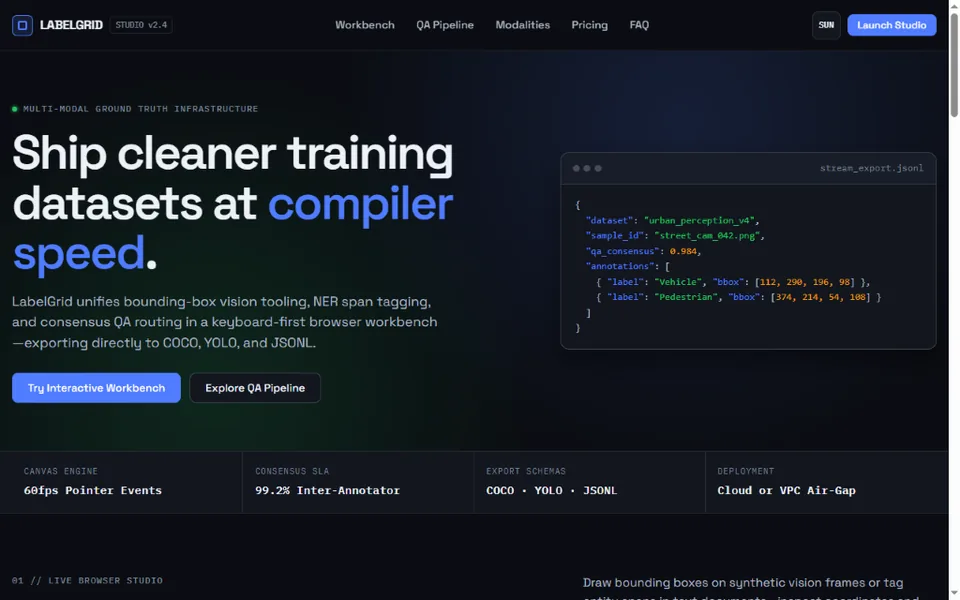 LABELGRID STUDIO v2.4 Workbench QA Pipeline Modalities Pricing FAQ SUN Launch Studio
MULTI-MODAL GROUND TRUTH INFRASTRUCTURE
Ship cleaner training
datasets at compiler
speed.
LabelGrid unifies bounding-box vision tooling, NER span tagging,
and consensus QA routing in a keyboard-first browser workbench
—exporting directly to COCO, YOLO, and JSONL.
Try Interactive Workbench Explore QA Pipeline
stream_export.jsonl
{
"dataset": "urban_perception_v4",
"sample_id": "street_cam_042.png",
"qa_consensus": 0.984,
"annotations": [
{ "label": "Vehicle", "bbox": [112, 290, 196, 98] },
{ "label": "Pedestrian", "bbox": [374, 214, 54, 108] }
]
}
CANVAS ENGINE
60fps Pointer Events
CONSENSUS SLA
99.2% Inter-Annotator
EXPORT SCHEMAS
COCO · YOLO · JSONL
DEPLOYMENT
Cloud or VPC Air-Gap
01 // LIVE BROWSER STUDIO
Draw bounding boxes on synthetic vision frames or tag